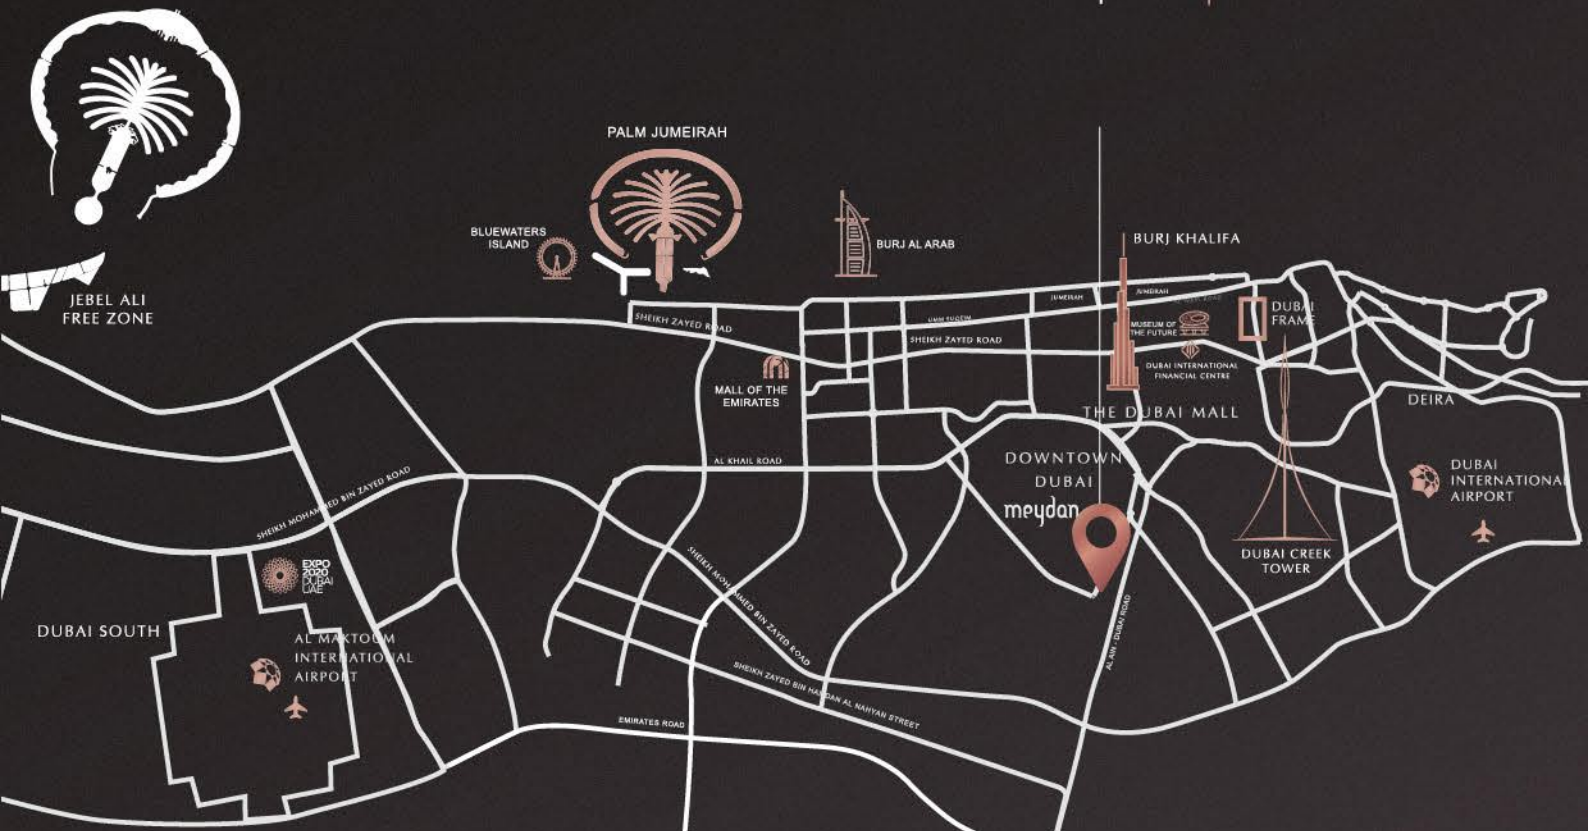 PALM JUMEIRAH
BLUEWATERS
ISLAND
BURJ AL ARAB
BURJ KHALIFA
JEBEL ALI
FREE ZONE
JUMEIRAH
JUMEIRAH
DUBAI
FRAME
SHEIKH ZAYED ROAD
UMM SUQEIM
MUSEUM OF
THE FUTURE
SHEIKH ZAYED ROAD
DUBAI INTERNATIONAL
FINANCIAL CENTRE
MALL OF THE
EMIRATES
DEIRA
THE DUBAI MALL
AL KHAIL ROAD
DOWNTOWN
DUBAI
meydan
DUBAI
INTERNATIONAL
AIRPORT
SHEIKH MOHAMMED BIN ZAYED ROAD
DUBAI CREEK
TOWER
EXPO
2020
DUBAI
UAE
SHEIKH MOHAMMED BIN ZAYED ROAD
DUBAI SOUTH
AL MAKTOUM
INTERNATIONAL
AIRPORT
AL AIN - DUBAI ROAD
SHEIKH ZAYED BIN HAMDAN AL NAHYAN STREET
EMIRATES ROAD